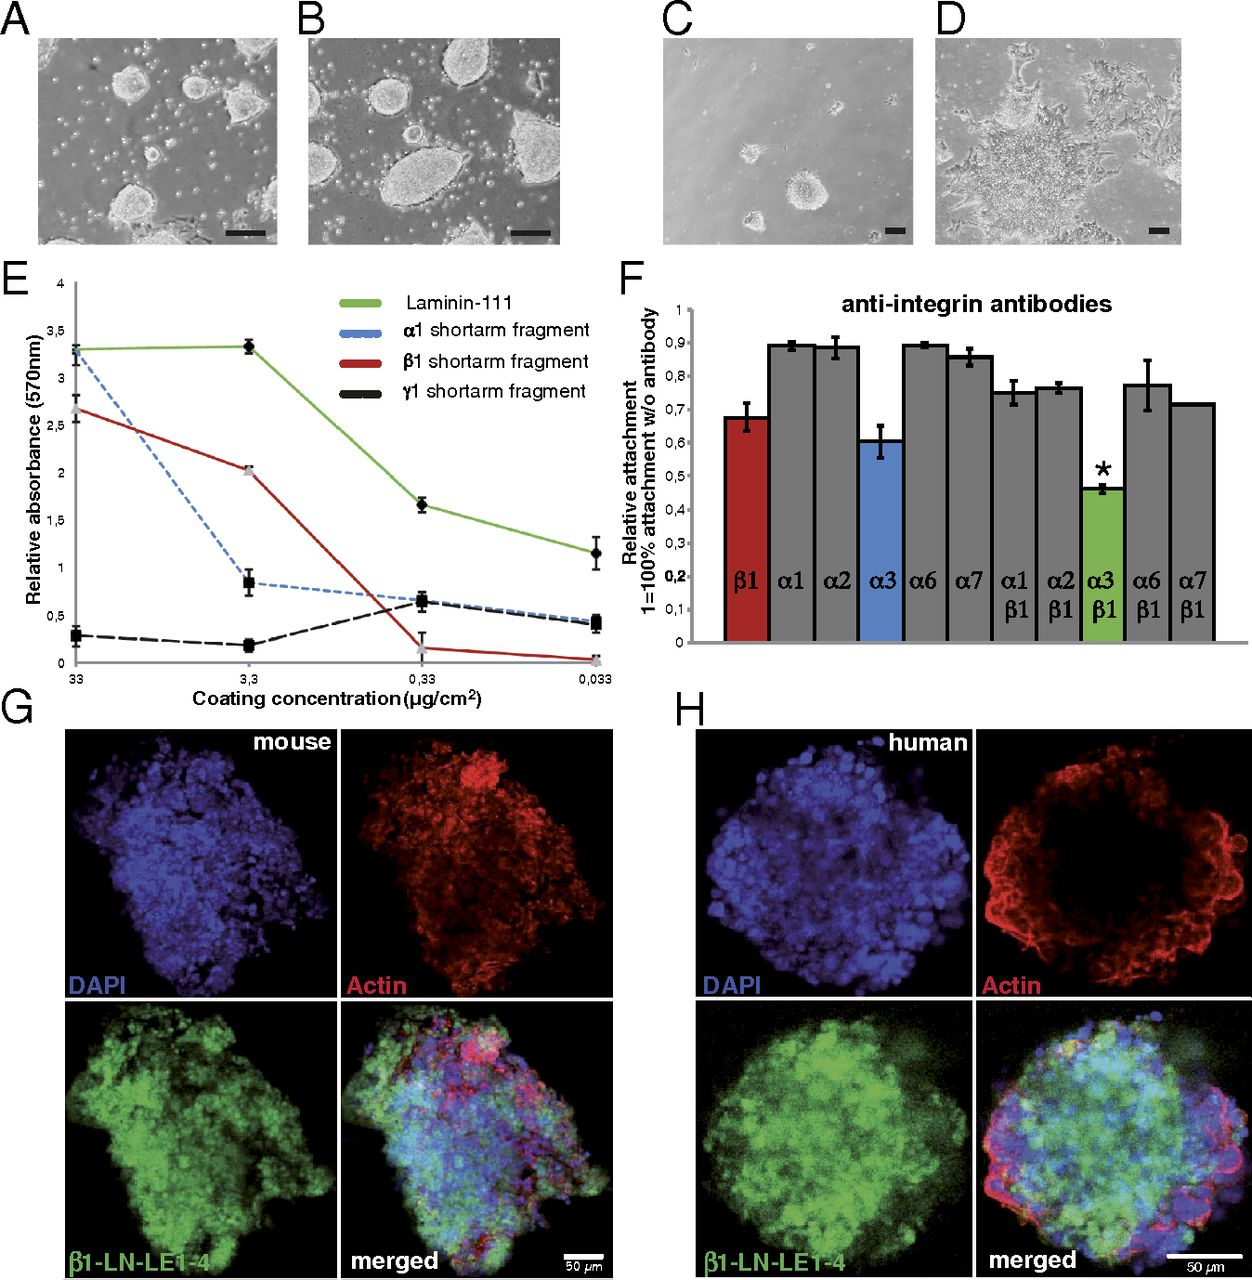 A
B
C
D
E
4
3,5
3
2,5
2
1,5
1
0,5
0
Relative absorbance (570nm)
Laminin-111
α1 shortarm fragment
β1 shortarm fragment
γ1 shortarm fragment
33
3,3
0,33
0,033
Coating concentration (µg/cm²)
F
anti-integrin antibodies
Relative attachment
1=100% attachment w/o antibody
1
0,9
0,8
0,7
0,6
0,5
0,4
0,3
0,2
0,1
0
*
β1 α1 α2 α3 α6 α7 α1 α2 α3 α6 α7
β1 β1 β1 β1 β1
G
mouse
DAPI
Actin
β1-LN-LE1-4
merged
50 µm
H
human
DAPI
Actin
β1-LN-LE1-4
merged
50 µm